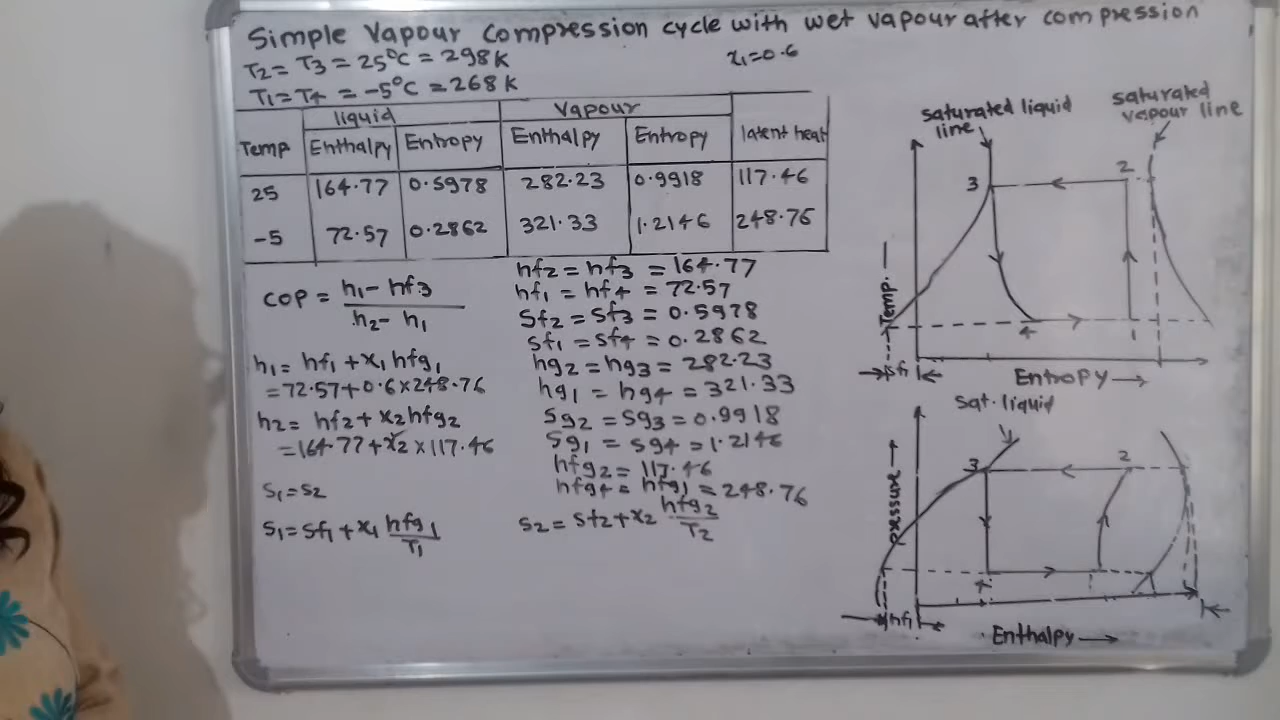 Simple Vapour Compression cycle with wet vapour after compression
T2 = T3 = 25°C = 298K
x1=0.6
T1=T4 = -5°C = 268K
liquid Vapour
Temp Enthalpy Entropy Enthalpy Entropy latent heat
25 164.77 0.5978 282.23 0.9918 117.46
-5 72.57 0.2862 321.33 1.2146 248.76
COP = h1 - hf3 / h2 - h1
h1 = hf1 + x1 hfg1
= 72.57+0.6×248.76
h2 = hf2 + x2 hfg2
= 164.77+x2 × 117.46
S1=S2
S1=Sf1 + x1 hfg1/T1
hf2 = hf3 = 164.77
hf1 = hf4 = 72.57
Sf2 = Sf3 = 0.5978
Sf1 = Sf4 = 0.2862
hg2 = hg3 = 282.23
hg1 = hg4 = 321.33
Sg2 = Sg3 = 0.9918
Sg1 = Sg4 = 1.2146
hfg2 = 117.46
hfg4 = hfg1 = 248.76
S2 = Sf2+x2 hfg2/T2
saturated liquid
line
saturated
vapour line
3
2
Temp.
4
1
Sf1
Entropy
Sat. liquid
3
2
Pressure
4
1
hf1
Enthalpy